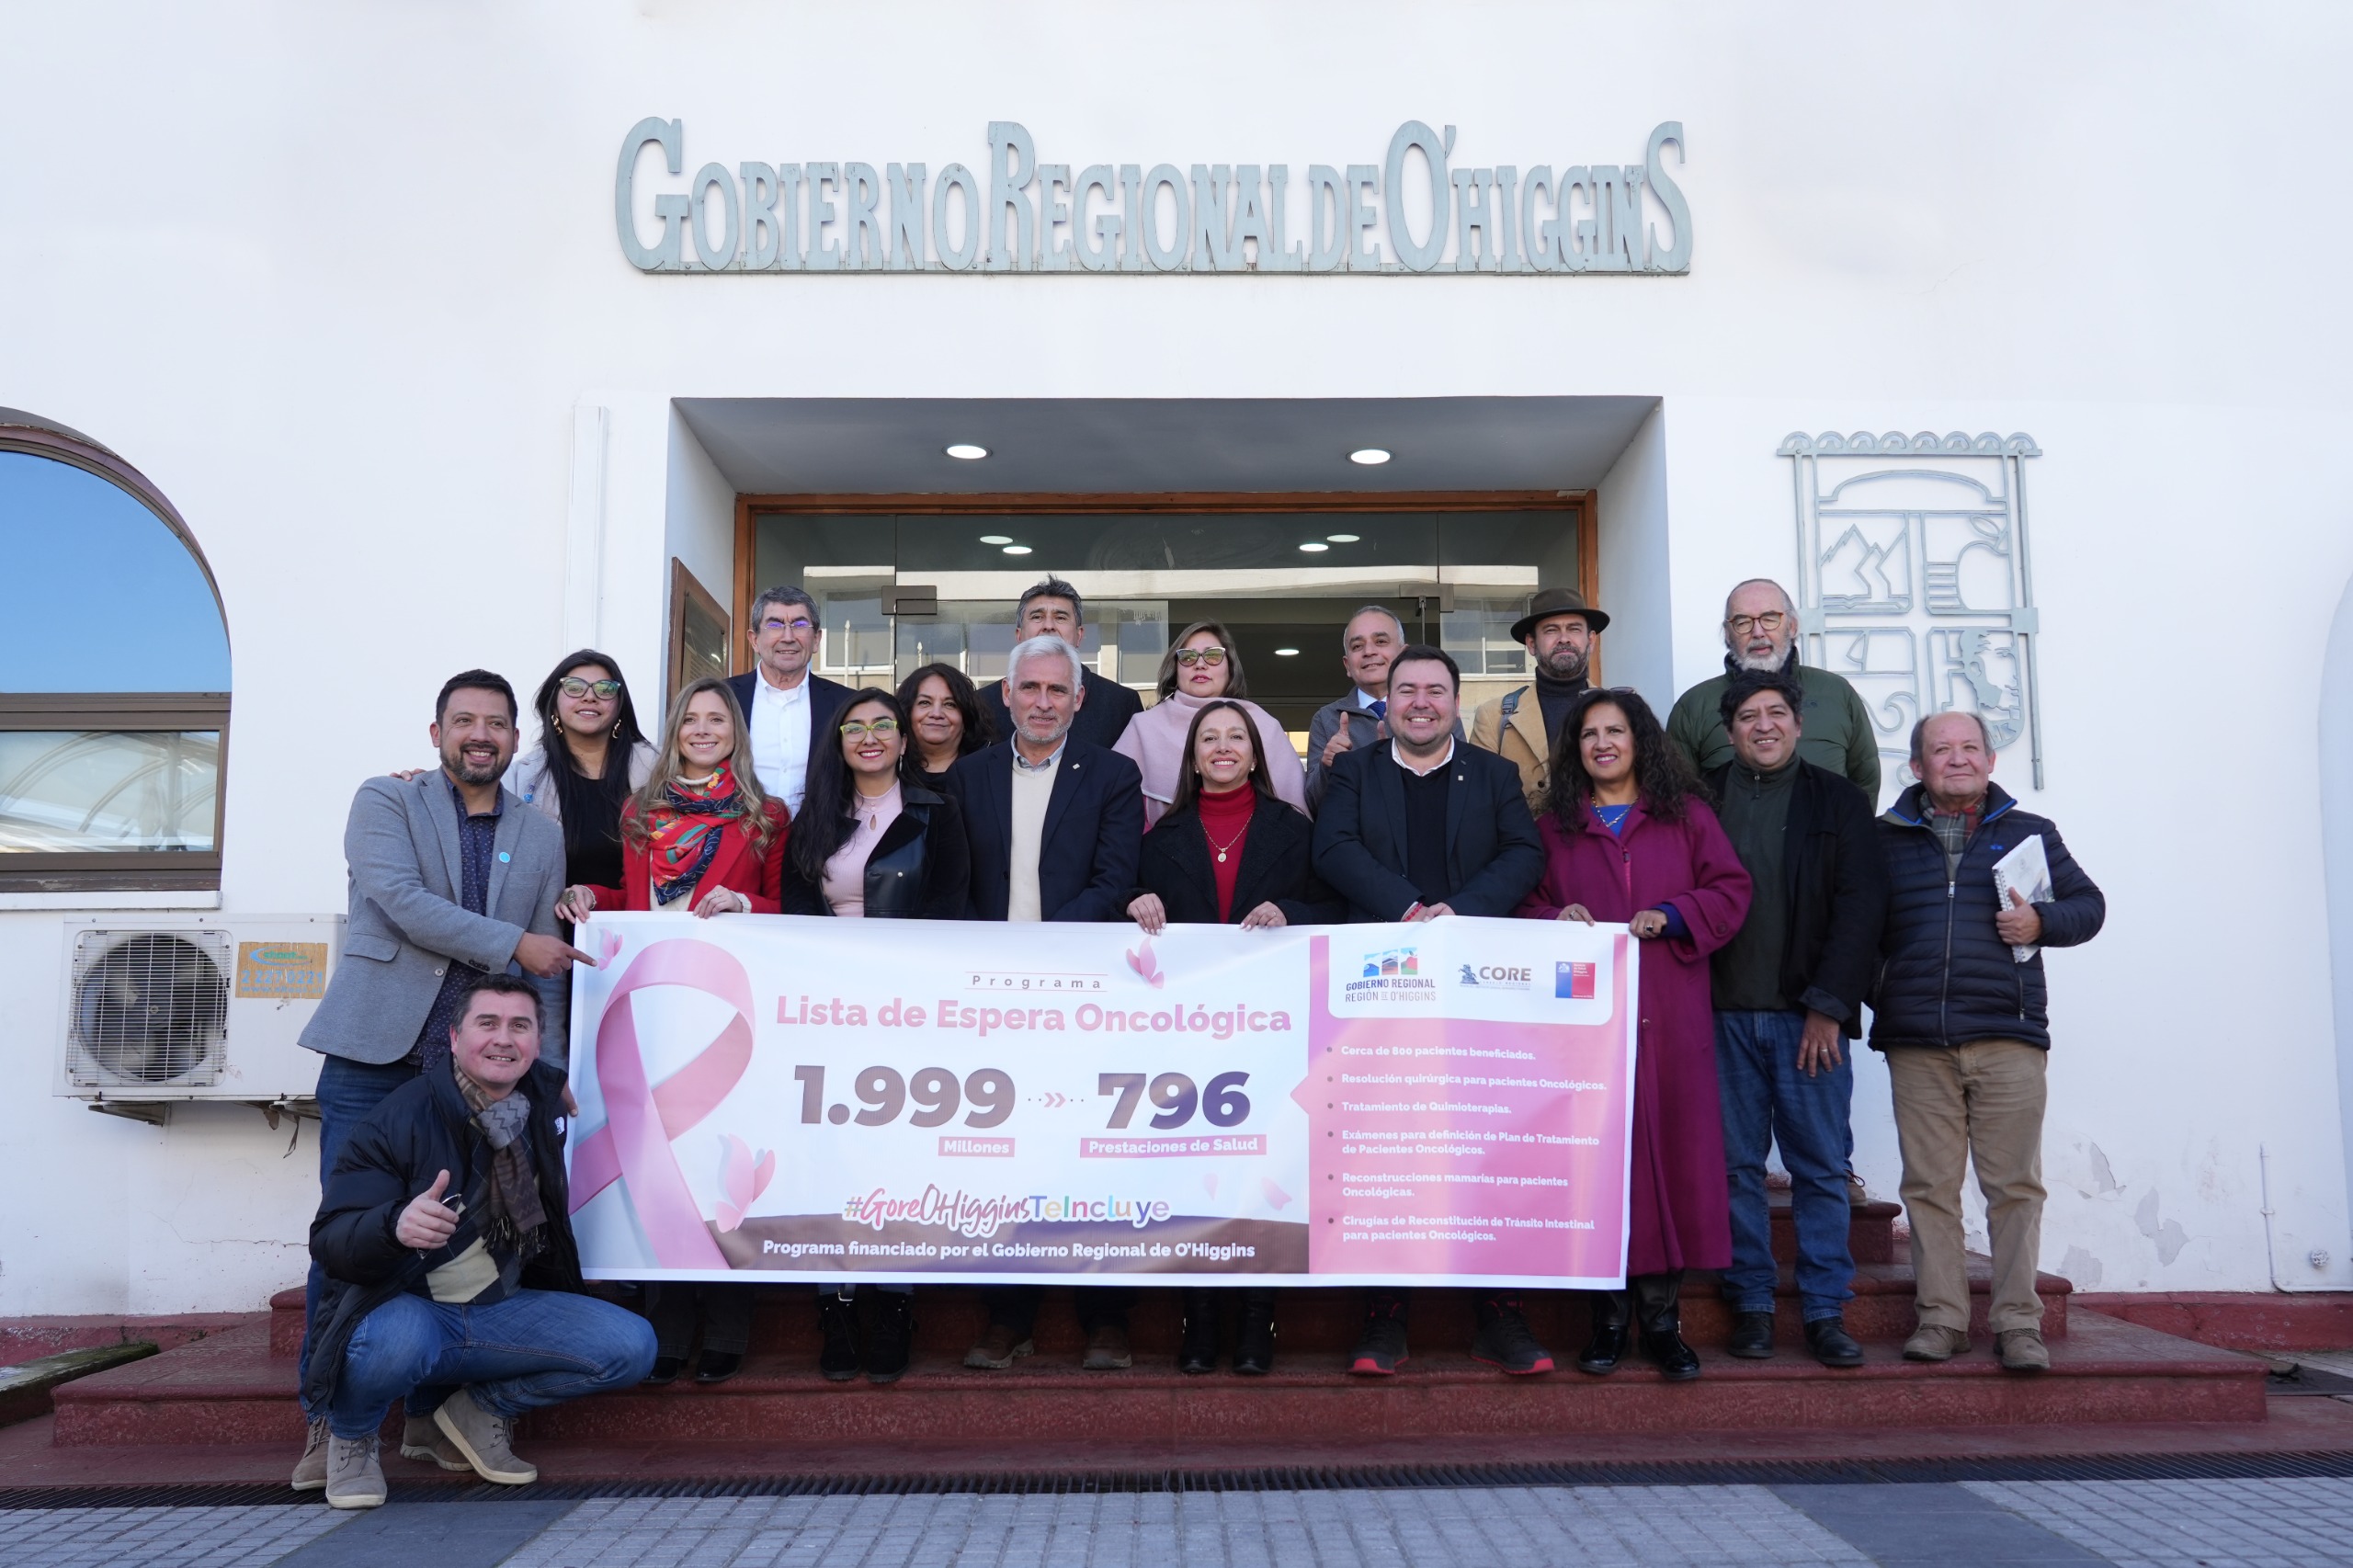 GOBIERNO REGIONAL DE O'HIGGINS
Programa
Lista de Espera Oncológica
1.999
Millones
796
Prestaciones de Salud
#GoreOHigginsTeIncluye
Programa financiado por el Gobierno Regional de O'Higgins
GOBIERNO REGIONAL
REGIÓN DE O'HIGGINS
CORE
Cerca de 800 pacientes beneficiados.
Resolución quirúrgica para pacientes Oncológicos.
Tratamiento de Quimioterapias.
Exámenes para definición de Plan de Tratamiento
de Pacientes Oncológicos.
Reconstrucciones mamarías para pacientes
Oncológicas.
Cirugías de Reconstitución de Tránsito Intestinal
para pacientes Oncológicos.